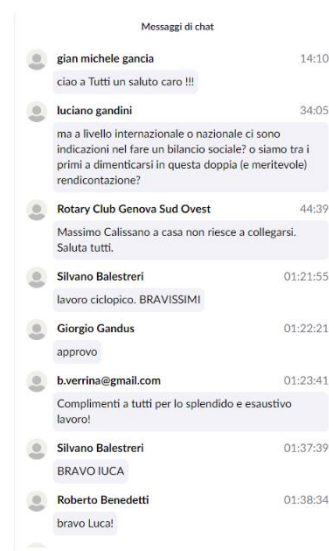 Messaggi di chat
gian michele gancia 14:10
ciao a Tutti un saluto caro !!!
luciano gandini 34:05
ma a livello internazionale o nazionale ci sono
indicazioni nel fare un bilancio sociale? o siamo tra i
primi a dimenticarsi in questa doppia (e meritevole)
rendicontazione?
Rotary Club Genova Sud Ovest 44:39
Massimo Calissano a casa non riesce a collegarsi.
Saluta tutti.
Silvano Balestreri 01:21:55
lavoro ciclopico. BRAVISSIMI
Giorgio Gandus 01:22:21
approvo
b.verrina@gmail.com 01:23:41
Complimenti a tutti per lo splendido e esaustivo
lavoro!
Silvano Balestreri 01:37:39
BRAVO lUCA
Roberto Benedetti 01:38:34
bravo Luca!